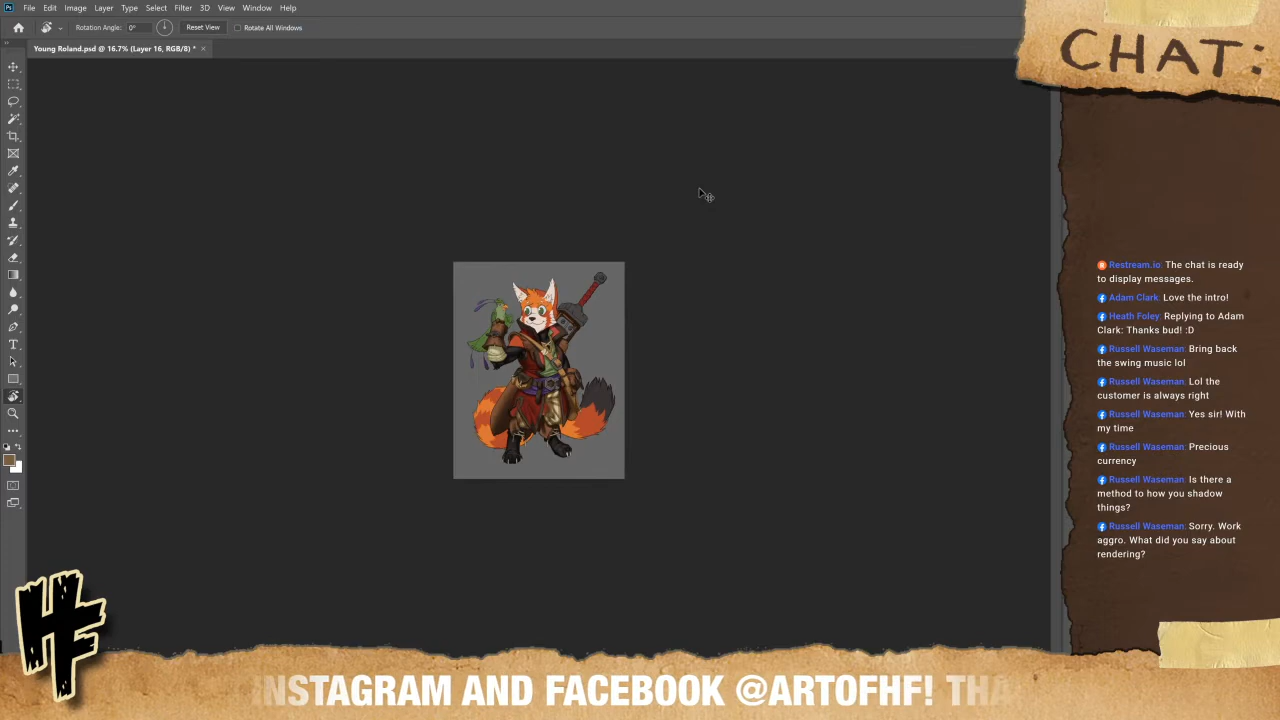 File Edit Image Layer Type Select Filter 3D View Window Help
Rotation Angle: 0° Reset View Rotate All Windows
Young Roland.psd @ 16.7% (Layer 16, RGB/8) *
CHAT:
Restream.io: The chat is ready
to display messages.
Adam Clark: Love the intro!
Heath Foley: Replying to Adam
Clark: Thanks bud! :D
Russell Waseman: Bring back
the swing music lol
Russell Waseman: Lol the
customer is always right
Russell Waseman: Yes sir! With
my time
Russell Waseman: Precious
currency
Russell Waseman: Is there a
method to how you shadow
things?
Russell Waseman: Sorry. Work
aggro. What did you say about
rendering?
HF
INSTAGRAM AND FACEBOOK @ARTOFHF! THA